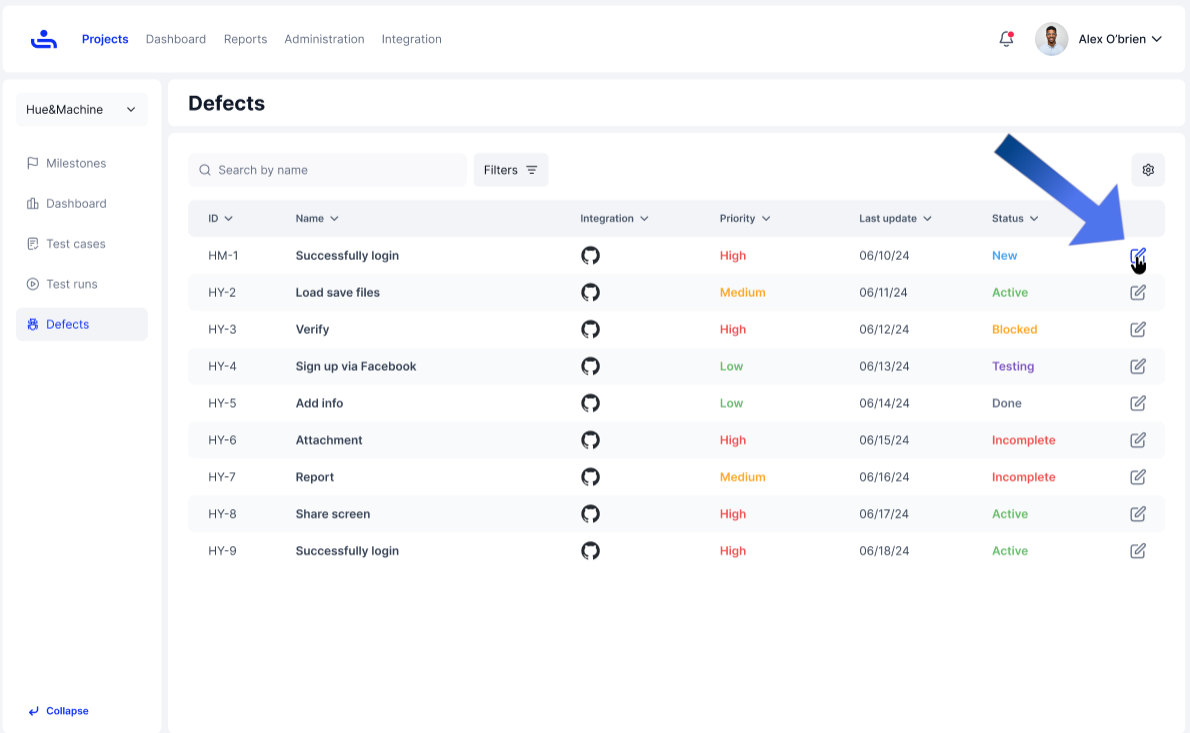 Projects Dashboard Reports Administration Integration Alex O'brien
Hue&Machine
Milestones
Dashboard
Test cases
Test runs
Defects
Collapse
Defects
Search by name Filters
ID Name Integration Priority Last update Status
HM-1 Successfully login High 06/10/24 New
HY-2 Load save files Medium 06/11/24 Active
HY-3 Verify High 06/12/24 Blocked
HY-4 Sign up via Facebook Low 06/13/24 Testing
HY-5 Add info Low 06/14/24 Done
HY-6 Attachment High 06/15/24 Incomplete
HY-7 Report Medium 06/16/24 Incomplete
HY-8 Share screen High 06/17/24 Active
HY-9 Successfully login High 06/18/24 Active